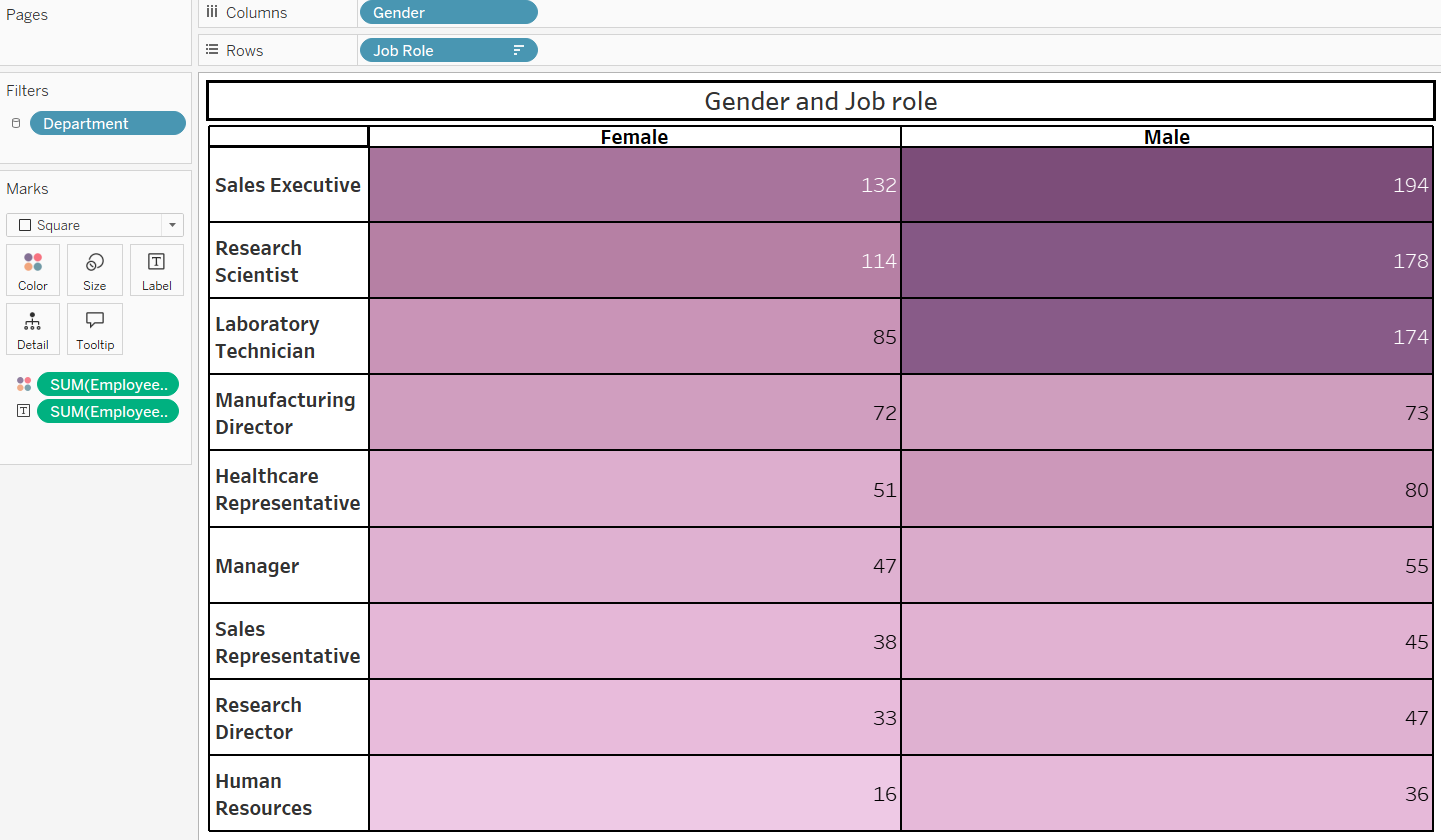 Pages
Columns
Gender
Rows
Job Role
Filters
Department
Marks
Square
Color
Size
T
Label
Detail
Tooltip
SUM(Employee..
T
SUM(Employee..
Gender and Job role
Female
Male
Sales Executive
132
194
Research
Scientist
114
178
Laboratory
Technician
85
174
Manufacturing
Director
72
73
Healthcare
Representative
51
80
Manager
47
55
Sales
Representative
38
45
Research
Director
33
47
Human
Resources
16
36